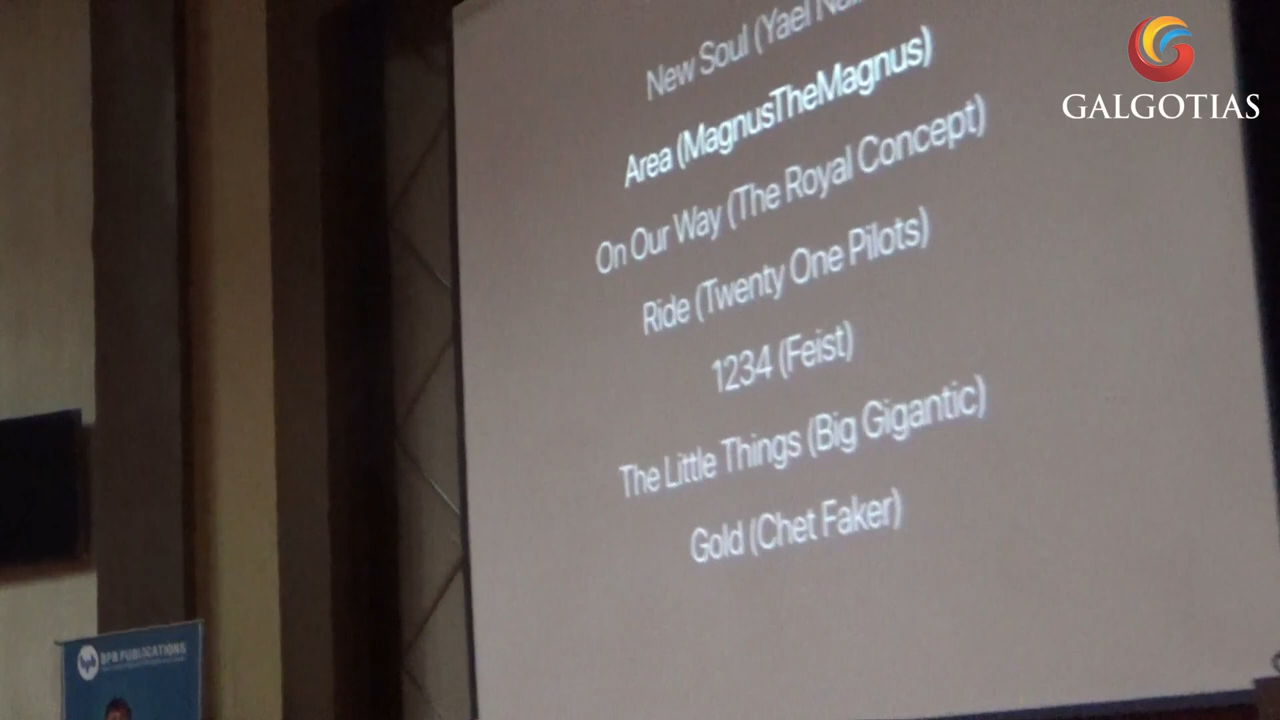 New Soul (Yael
Area (MagnusTheMagnus)
On Our Way (The Royal Concept)
Ride (Twenty One Pilots)
1234 (Feist)
The Little Things (Big Gigantic)
Gold (Chet Faker)
GALGOTIAS
BPB PUBLICATIONS